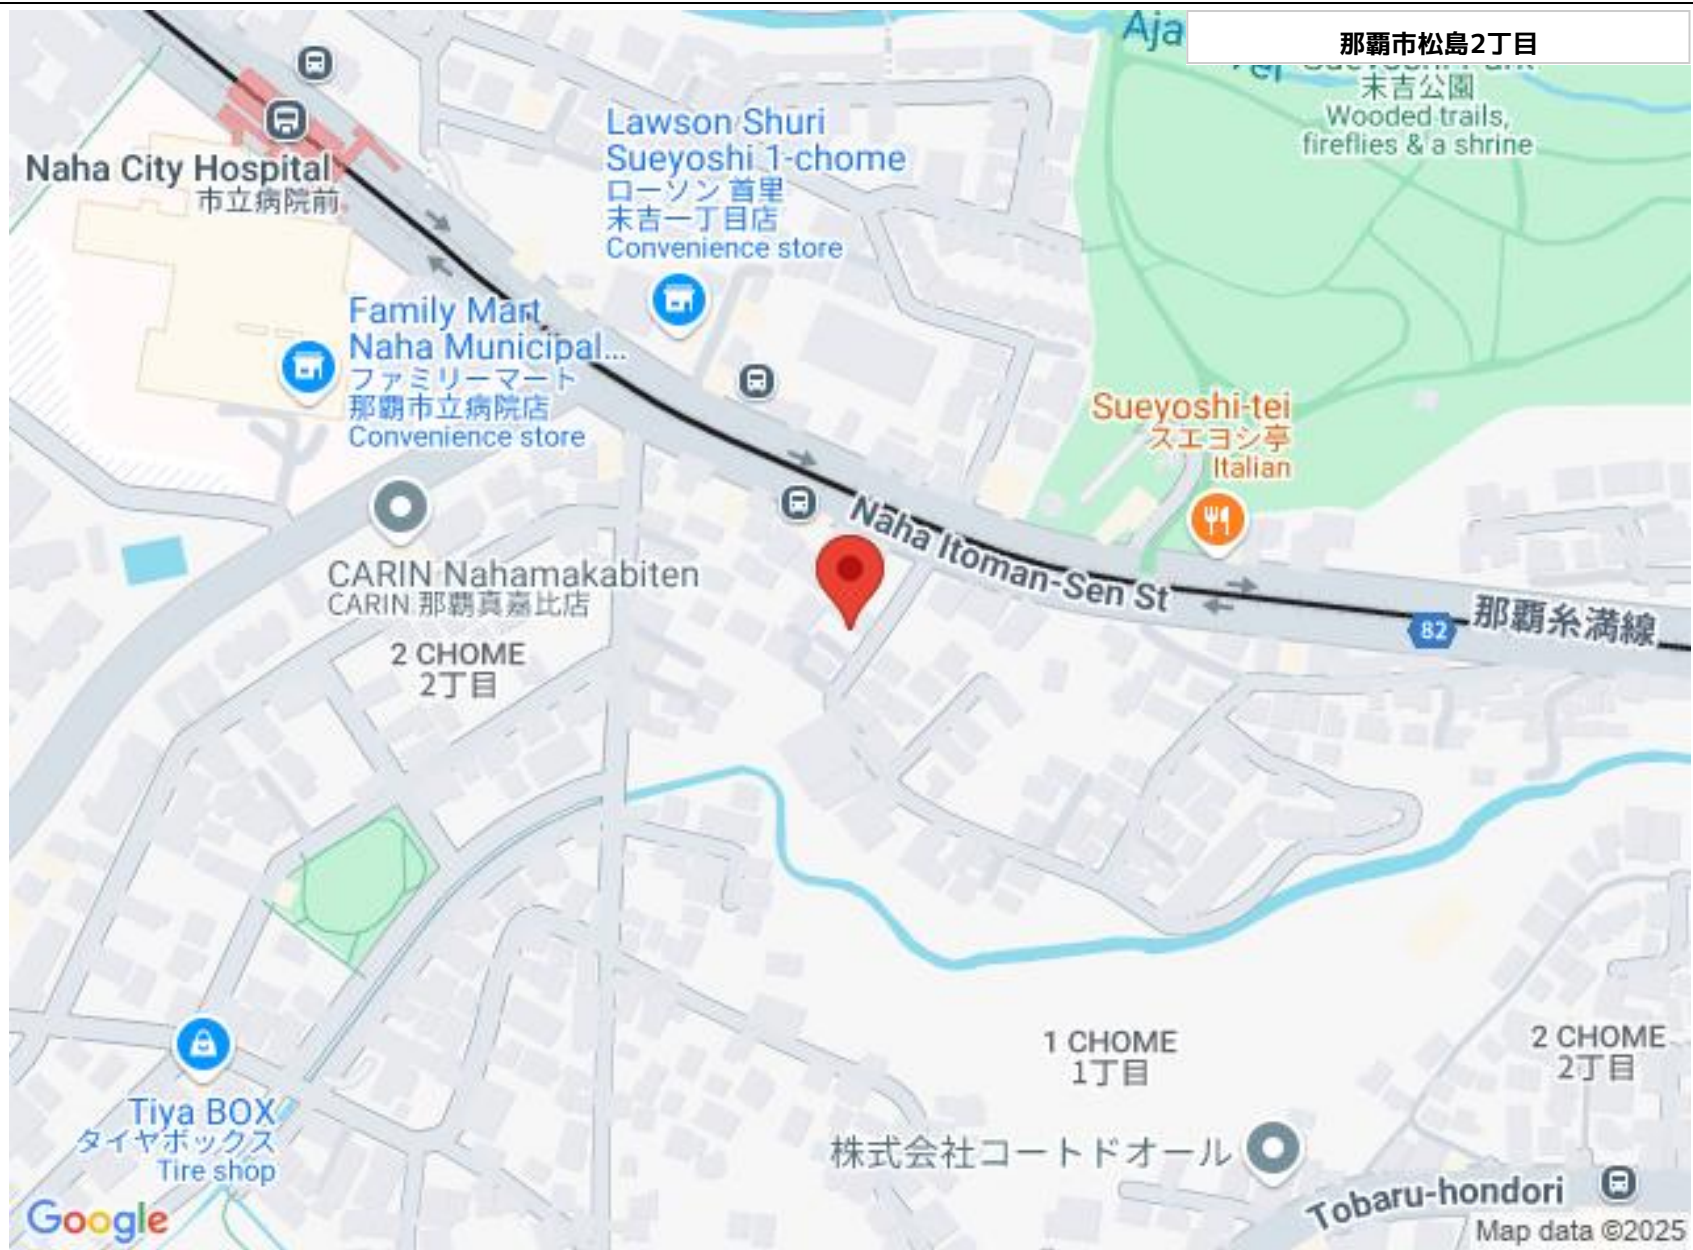 那覇市松島2丁目
Aja
末吉公園
Wooded trails,
fireflies & a shrine
Naha City Hospital
市立病院前
Lawson Shuri
Sueyoshi 1-chome
ローソン 首里
末吉一丁目店
Convenience store
Family Mart
Naha Municipal...
ファミリーマート
那覇市立病院店
Convenience store
Sueyoshi-tei
スエヨシ亭
Italian
Naha Itoman-Sen St
82
那覇糸満線
CARIN Nahamakabiten
CARIN 那覇真嘉比店
2 CHOME
2丁目
1 CHOME
1丁目
2 CHOME
2丁目
Tiya BOX
タイヤボックス
Tire shop
株式会社コートドオール
Tobaru-hondori
Google
Map data ©2025